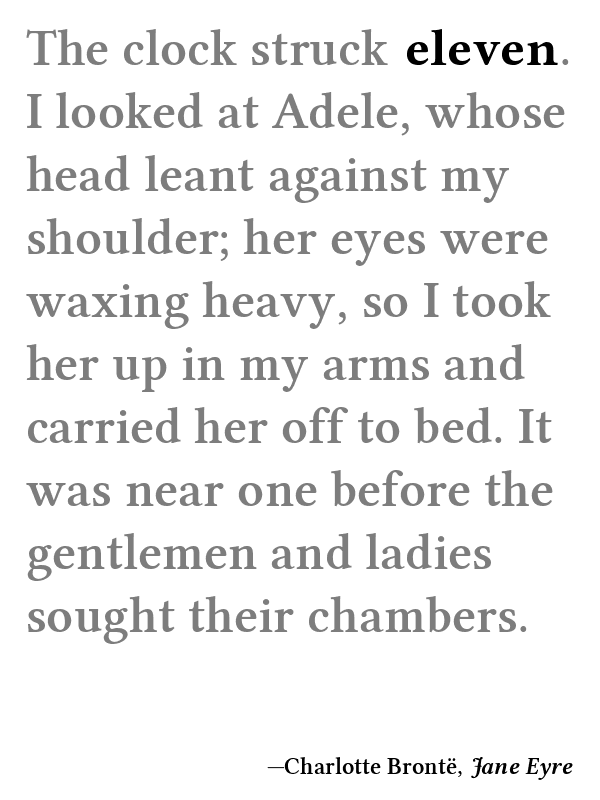 The clock struck eleven.
I looked at Adele, whose
head leant against my
shoulder; her eyes were
waxing heavy, so I took
her up in my arms and
carried her off to bed. It
was near one before the
gentlemen and ladies
sought their chambers.
—Charlotte Brontë, Jane Eyre